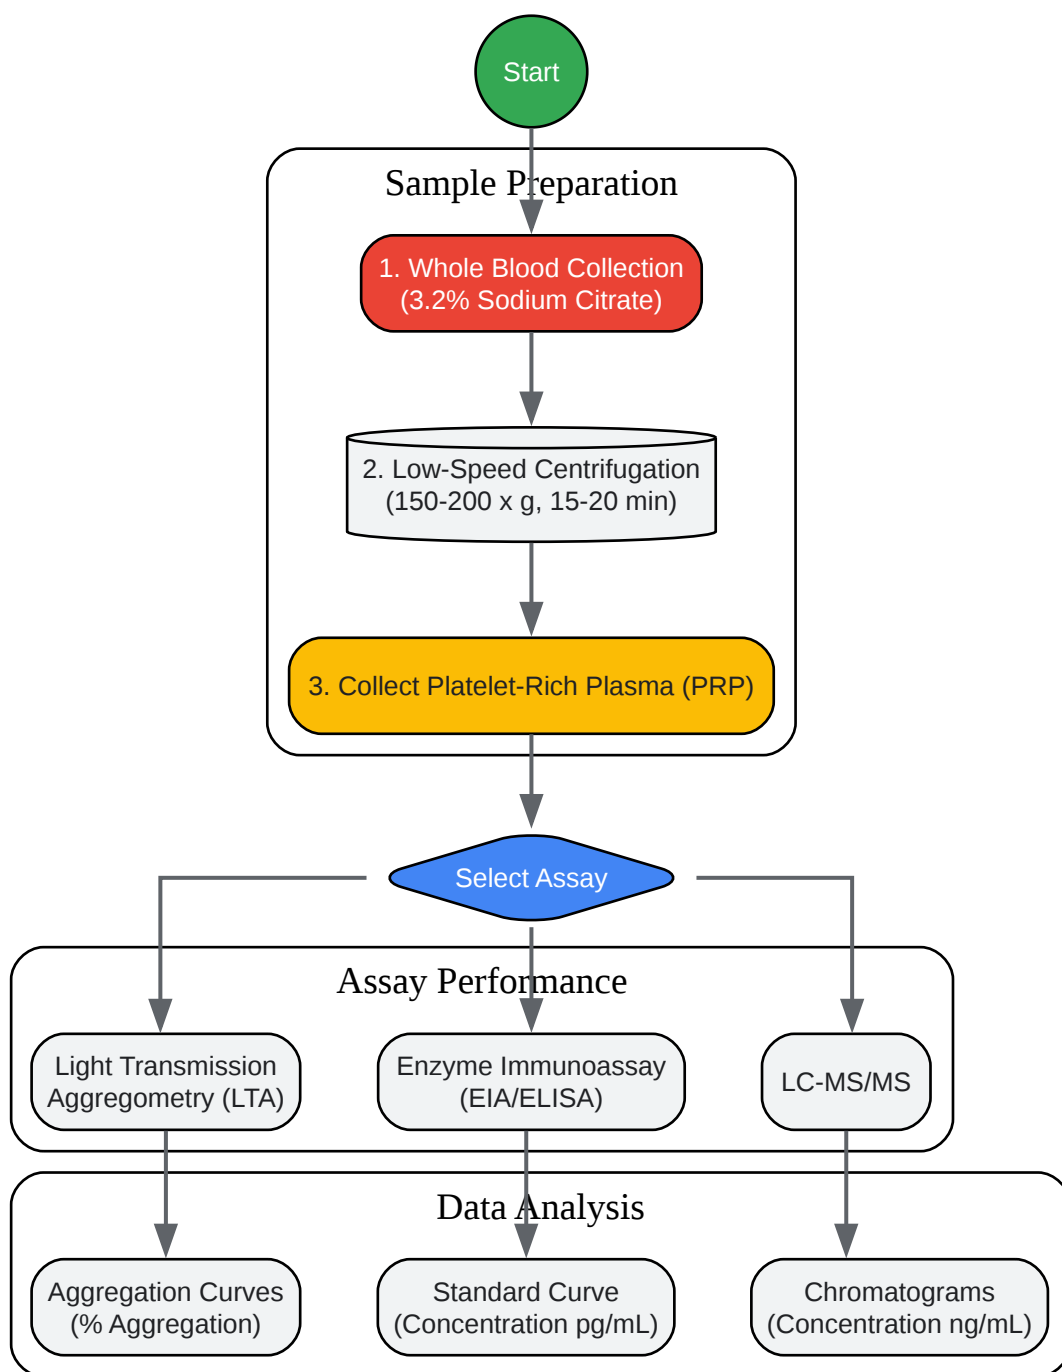 Start
Sample Preparation
1. Whole Blood Collection
(3.2% Sodium Citrate)
2. Low-Speed Centrifugation
(150-200 x g, 15-20 min)
3. Collect Platelet-Rich Plasma (PRP)
Select Assay
Assay Performance
Light Transmission
Aggregometry (LTA)
Enzyme Immunoassay
(EIA/ELISA)
LC-MS/MS
Data Analysis
Aggregation Curves
(% Aggregation)
Standard Curve
(Concentration pg/mL)
Chromatograms
(Concentration ng/mL)